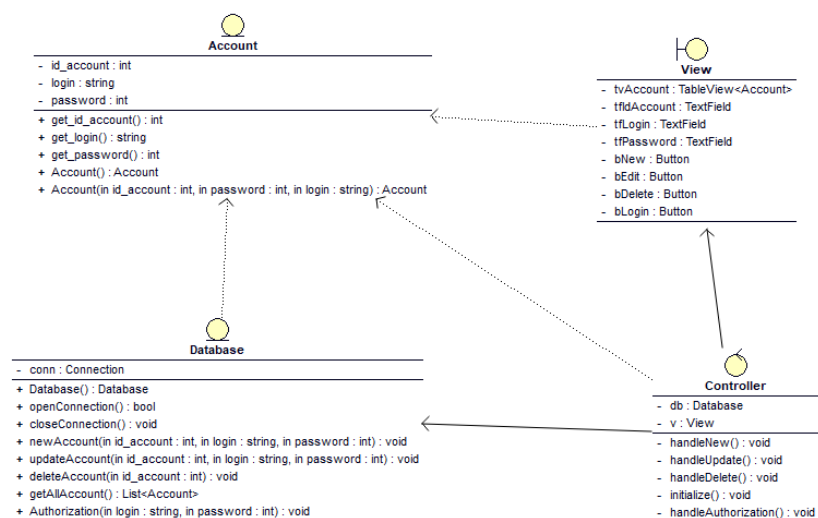 Account
- id_account : int
- login : string
- password : int
+ get_id_account() : int
+ get_login() : string
+ get_password() : int
+ Account() : Account
+ Account(in id_account : int, in password : int, in login : string) : Account
View
- tvAccount : TableView<Account>
- tfIdAccount : TextField
- tfLogin : TextField
- tfPassword : TextField
- bNew : Button
- bEdit : Button
- bDelete : Button
- bLogin : Button
Database
- conn : Connection
+ Database() : Database
+ openConnection() : bool
+ closeConnection() : void
+ newAccount(in id_account : int, in login : string, in password : int) : void
+ updateAccount(in id_account : int, in login : string, in password : int) : void
+ deleteAccount(in id_account : int) : void
+ getAllAccount() : List<Account>
+ Authorization(in login : string, in password : int) : void
Controller
- db : Database
- v : View
- handleNew() : void
- handleUpdate() : void
- handleDelete() : void
- initialize() : void
- handleAuthorization() : void